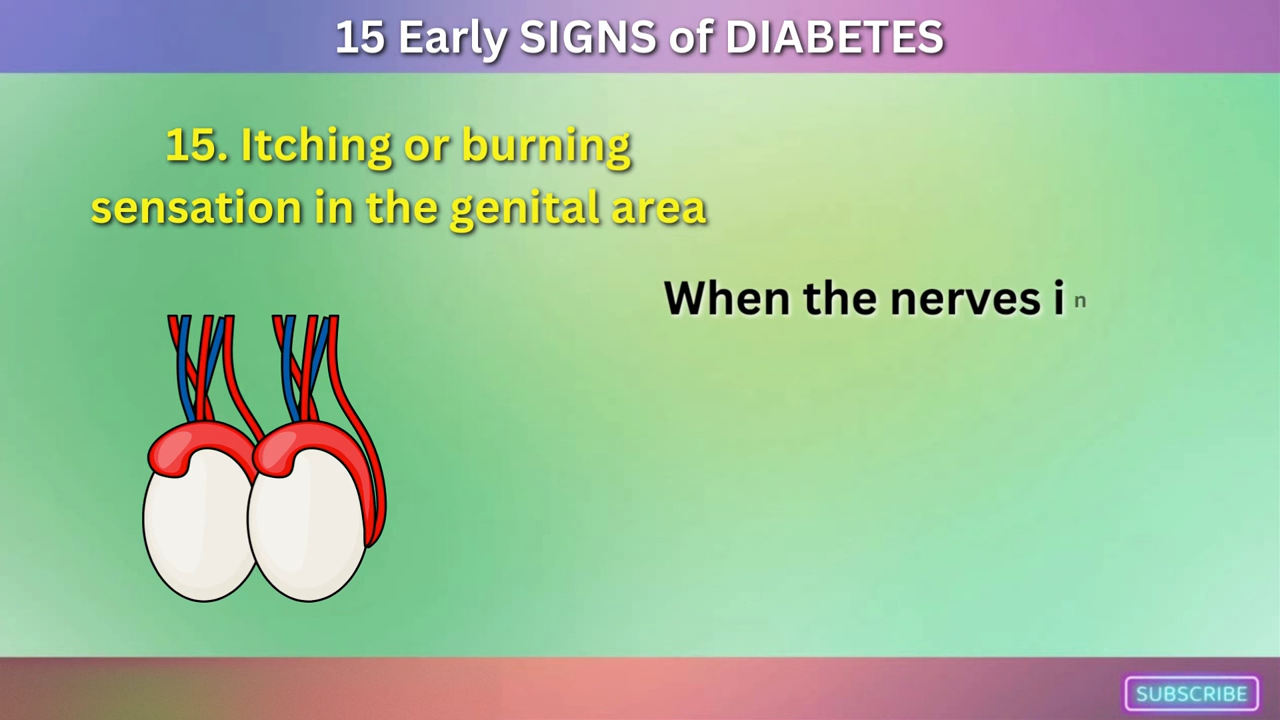 15 Early SIGNS of DIABETES
15. Itching or burning
sensation in the genital area
When the nerves in
SUBSCRIBE